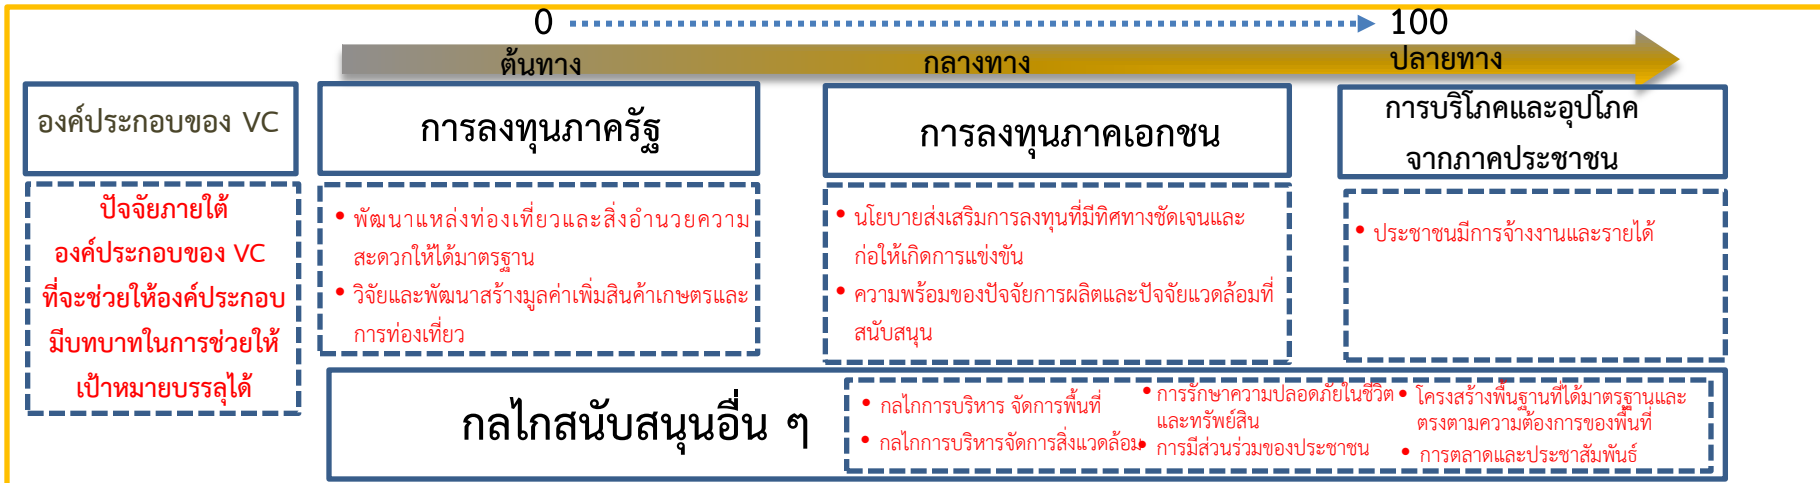 0 100
ต้นทาง กลางทาง ปลายทาง
องค์ประกอบของ VC
การลงทุนภาครัฐ
การลงทุนภาคเอกชน
การบริโภคและอุปโภค
จากภาคประชาชน
ปัจจัยภายใต้
องค์ประกอบของ VC
ที่จะช่วยให้องค์ประกอบ
มีบทบาทในการช่วยให้
เป้าหมายบรรลุได้
• พัฒนาแหล่งท่องเที่ยวและสิ่งอำนวยความ
สะดวกให้ได้มาตรฐาน
• วิจัยและพัฒนาสร้างมูลค่าเพิ่มสินค้าเกษตรและ
การท่องเที่ยว
• นโยบายส่งเสริมการลงทุนที่มีทิศทางชัดเจนและ
ก่อให้เกิดการแข่งขัน
• ความพร้อมของปัจจัยการผลิตและปัจจัยแวดล้อมที่
สนับสนุน
• ประชาชนมีการจ้างงานและรายได้
กลไกสนับสนุนอื่น ๆ
• กลไกการบริหาร จัดการพื้นที่
• กลไกการบริหารจัดการสิ่งแวดล้อม
• การรักษาความปลอดภัยในชีวิต
และทรัพย์สิน
• การมีส่วนร่วมของประชาชน
• โครงสร้างพื้นฐานที่ได้มาตรฐานและ
ตรงตามความต้องการของพื้นที่
• การตลาดและประชาสัมพันธ์